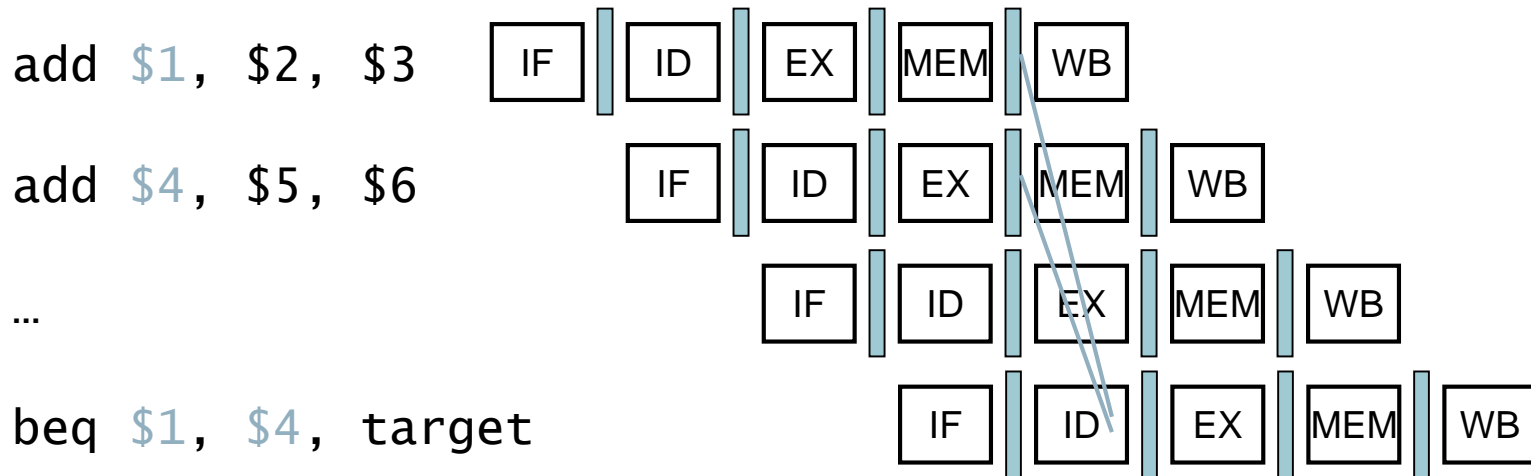 add $1, $2, $3 IF ID EX MEM WB
add $4, $5, $6 IF ID EX MEM WB
… IF ID EX MEM WB
beq $1, $4, target IF ID EX MEM WB